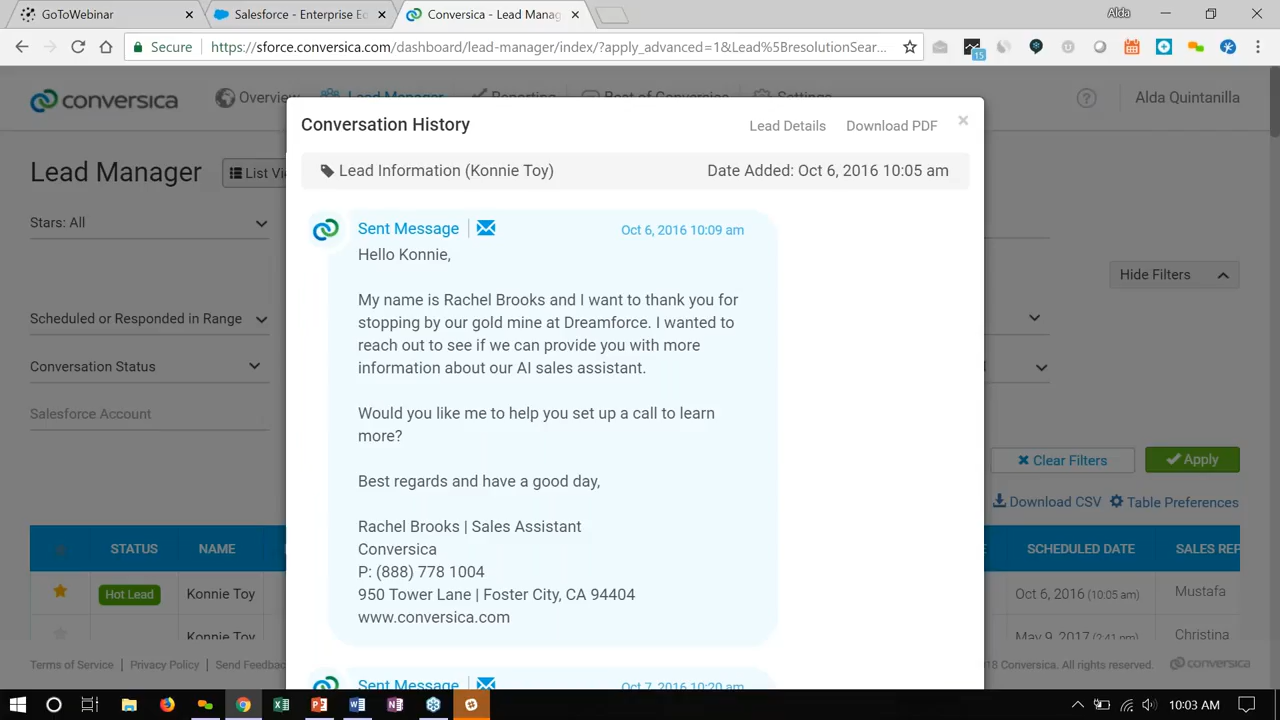 GoToWebinar
Salesforce - Enterprise Ed
Conversica - Lead Manag
Alda
Secure
https://sforce.conversica.com/dashboard/lead-manager/index/?apply_advanced=1&Lead%5BresolutionSear...
15
conversica
Overview
Lead Manager
Reporting
Best of Conversica
Settings
Alda Quintanilla
Conversation History
Lead Details
Download PDF
Lead Manager
List Vi
Lead Information (Konnie Toy)
Date Added: Oct 6, 2016 10:05 am
Stars: All
Sent Message
Oct 6, 2016 10:09 am
Hello Konnie,
Hide Filters
My name is Rachel Brooks and I want to thank you for
stopping by our gold mine at Dreamforce. I wanted to
reach out to see if we can provide you with more
information about our AI sales assistant.
Scheduled or Responded in Range
Conversation Status
Salesforce Account
Would you like me to help you set up a call to learn
more?
Clear Filters
Apply
Best regards and have a good day,
Download CSV
Table Preferences
Rachel Brooks | Sales Assistant
Conversica
P: (888) 778 1004
950 Tower Lane | Foster City, CA 94404
www.conversica.com
STATUS
NAME
SCHEDULED DATE
SALES REP
Hot Lead
Konnie Toy
Oct 6, 2016 (10:05 am)
Mustafa
Konnie Toy
May 9, 2017 (2:41 pm)
Christina
Terms of Service | Privacy Policy | Send Feedbac
18 Conversica. All rights reserved.
conversica
Sent Message
Oct 7, 2016 10:20 am
10:03 AM